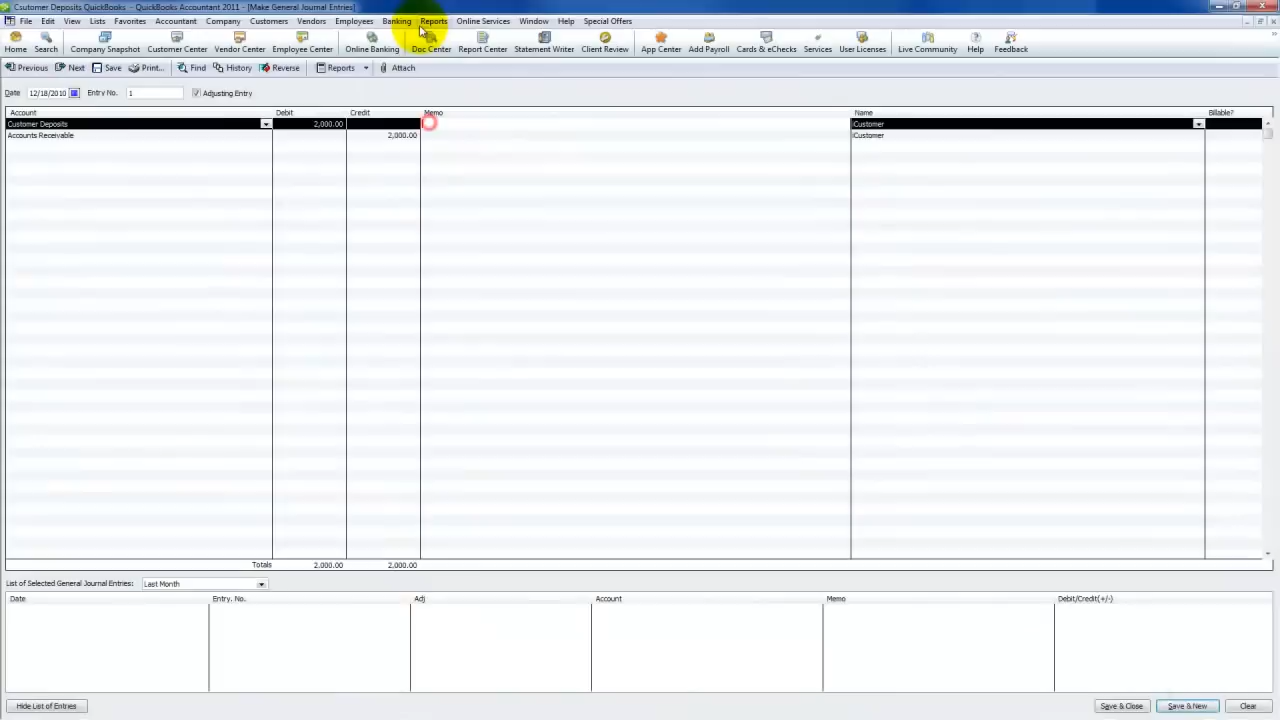 Csutomer Deposits QuickBooks -- QuickBooks Accountant 2011 - [Make General Journal Entries]
File Edit View Lists Favorites Accountant Company Customers Vendors Employees Banking Reports Online Services Window Help Special Offers
Home Search Company Snapshot Customer Center Vendor Center Employee Center Online Banking Doc Center Report Center Statement Writer Client Review App Center Add Payroll Cards & eChecks Services User Licenses Live Community Help Feedback
Previous Next Save Print... Find History Reverse Reports Attach
Date 12/18/2010 Entry No. 1 Adjusting Entry
Account Debit Credit Memo Name Billable?
Customer Deposits 2,000.00 Customer
Accounts Receivable 2,000.00 Customer
Totals 2,000.00 2,000.00
List of Selected General Journal Entries: Last Month
Date Entry. No. Adj Account Memo Debit/Credit(+/-)
Hide List of Entries Save & Close Save & New Clear